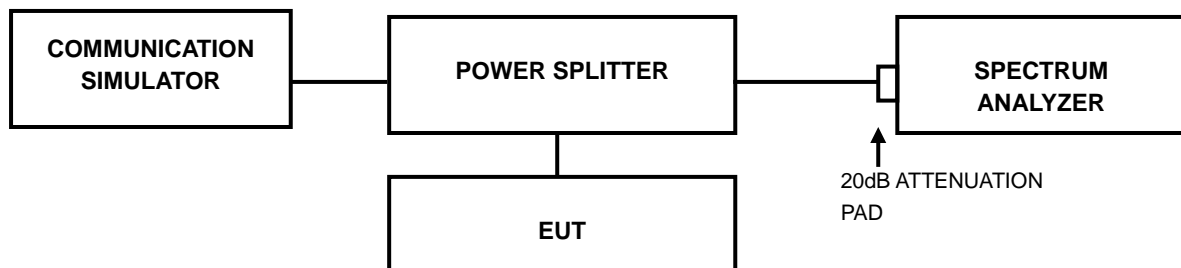 COMMUNICATION
SIMULATOR
POWER SPLITTER
SPECTRUM
ANALYZER
20dB ATTENUATION
PAD
EUT